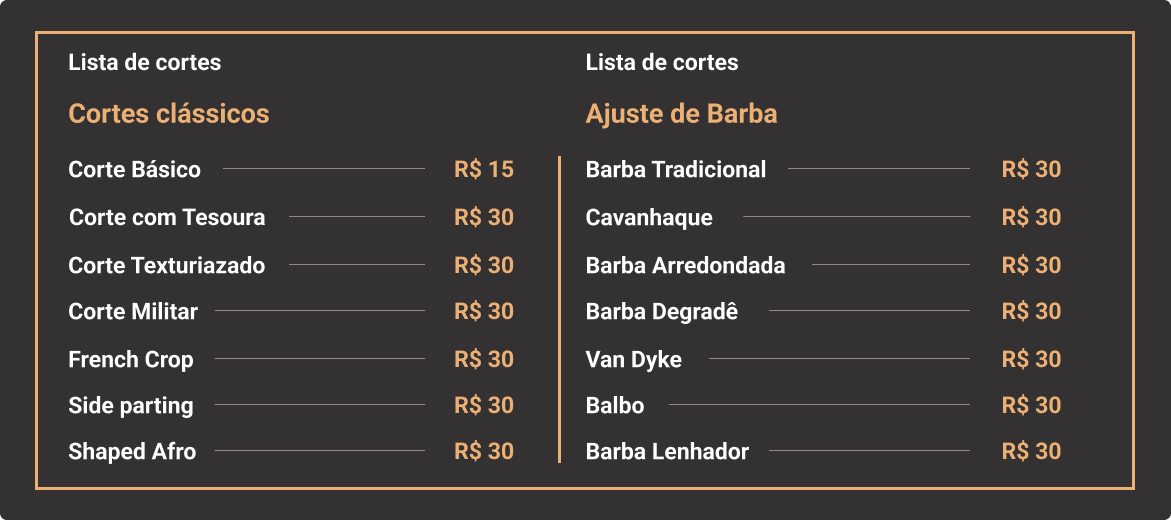 Lista de cortes
Cortes clássicos
Corte Básico R$ 15
Corte com Tesoura R$ 30
Corte Texturiazado R$ 30
Corte Militar R$ 30
French Crop R$ 30
Side parting R$ 30
Shaped Afro R$ 30
Lista de cortes
Ajuste de Barba
Barba Tradicional R$ 30
Cavanhaque R$ 30
Barba Arredondada R$ 30
Barba Degradê R$ 30
Van Dyke R$ 30
Balbo R$ 30
Barba Lenhador R$ 30